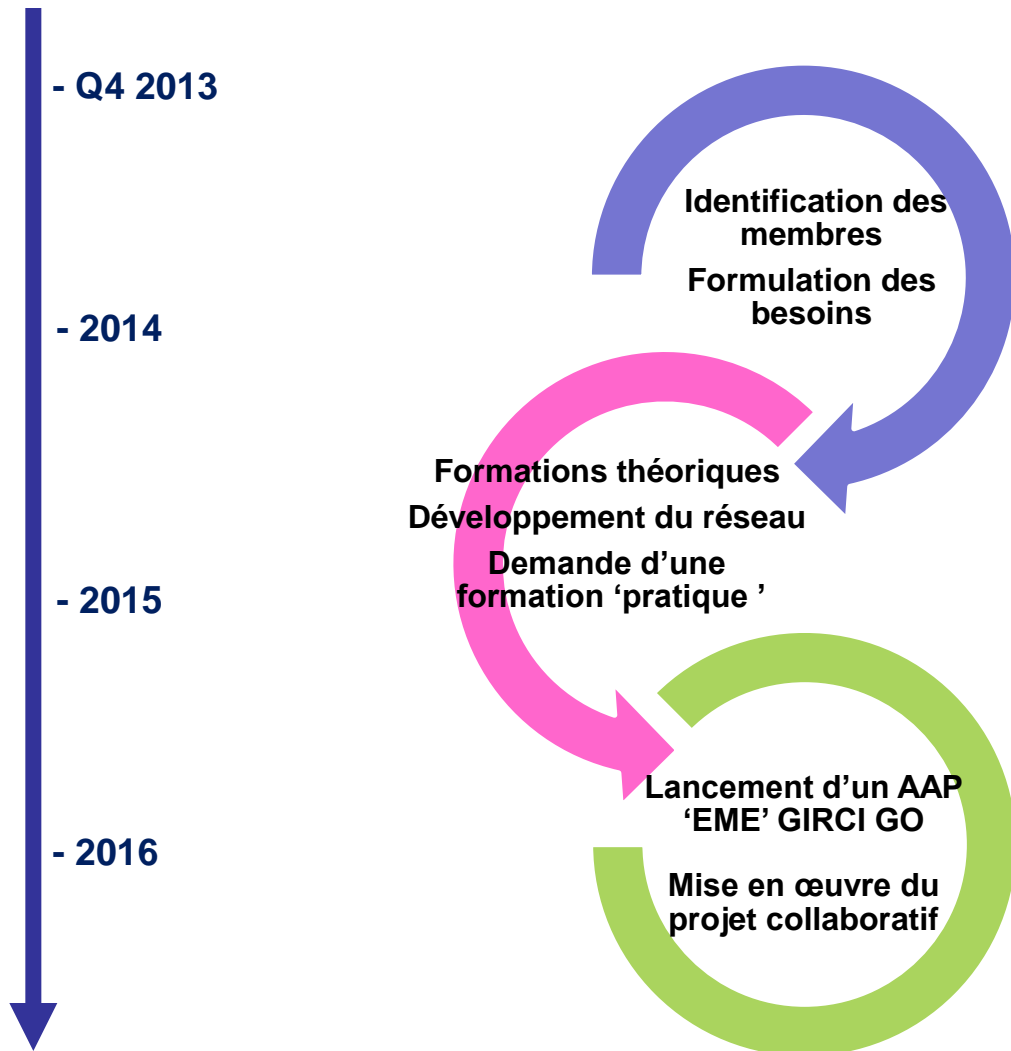 - Q4 2013
Identification des
membres
Formulation des
besoins
- 2014
Formations théoriques
Développement du réseau
Demande d’une
formation ‘pratique ’
- 2015
Lancement d’un AAP
‘EME’ GIRCI GO
- 2016
Mise en œuvre du
projet collaboratif